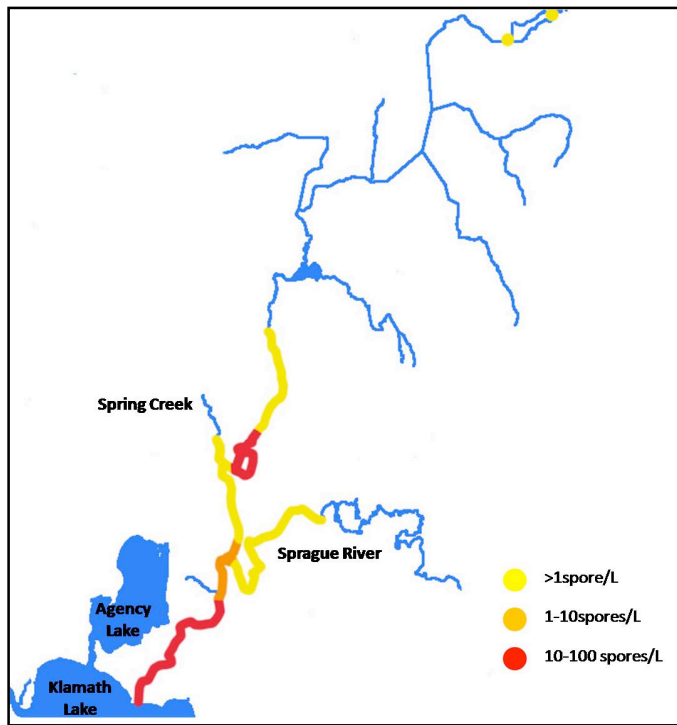 Spring Creek
Sprague River
Agency
Lake
Klamath
Lake
>1spore/L
1-10spores/L
10-100 spores/L